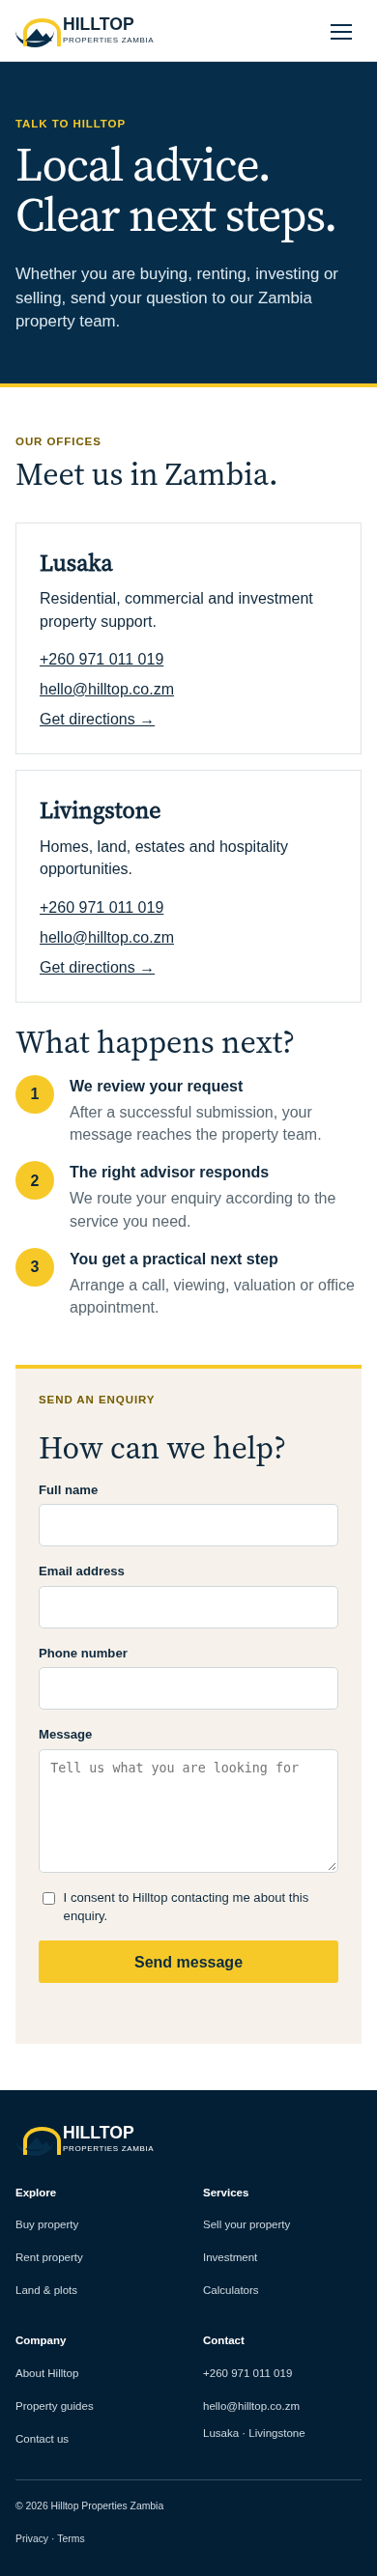 HILLTOP
PROPERTIES ZAMBIA
TALK TO HILLTOP
Local advice.
Clear next steps.
Whether you are buying, renting, investing or
selling, send your question to our Zambia
property team.
OUR OFFICES
Meet us in Zambia.
Lusaka
Residential, commercial and investment
property support.
+260 971 011 019
hello@hilltop.co.zm
Get directions →
Livingstone
Homes, land, estates and hospitality
opportunities.
+260 971 011 019
hello@hilltop.co.zm
Get directions →
What happens next?
1
We review your request
After a successful submission, your
message reaches the property team.
2
The right advisor responds
We route your enquiry according to the
service you need.
3
You get a practical next step
Arrange a call, viewing, valuation or office
appointment.
SEND AN ENQUIRY
How can we help?
Full name
Email address
Phone number
Message
Tell us what you are looking for
I consent to Hilltop contacting me about this
enquiry.
Send message
HILLTOP
PROPERTIES ZAMBIA
Explore
Buy property
Rent property
Land & plots
Services
Sell your property
Investment
Calculators
Company
About Hilltop
Property guides
Contact us
Contact
+260 971 011 019
hello@hilltop.co.zm
Lusaka · Livingstone
© 2026 Hilltop Properties Zambia
Privacy · Terms